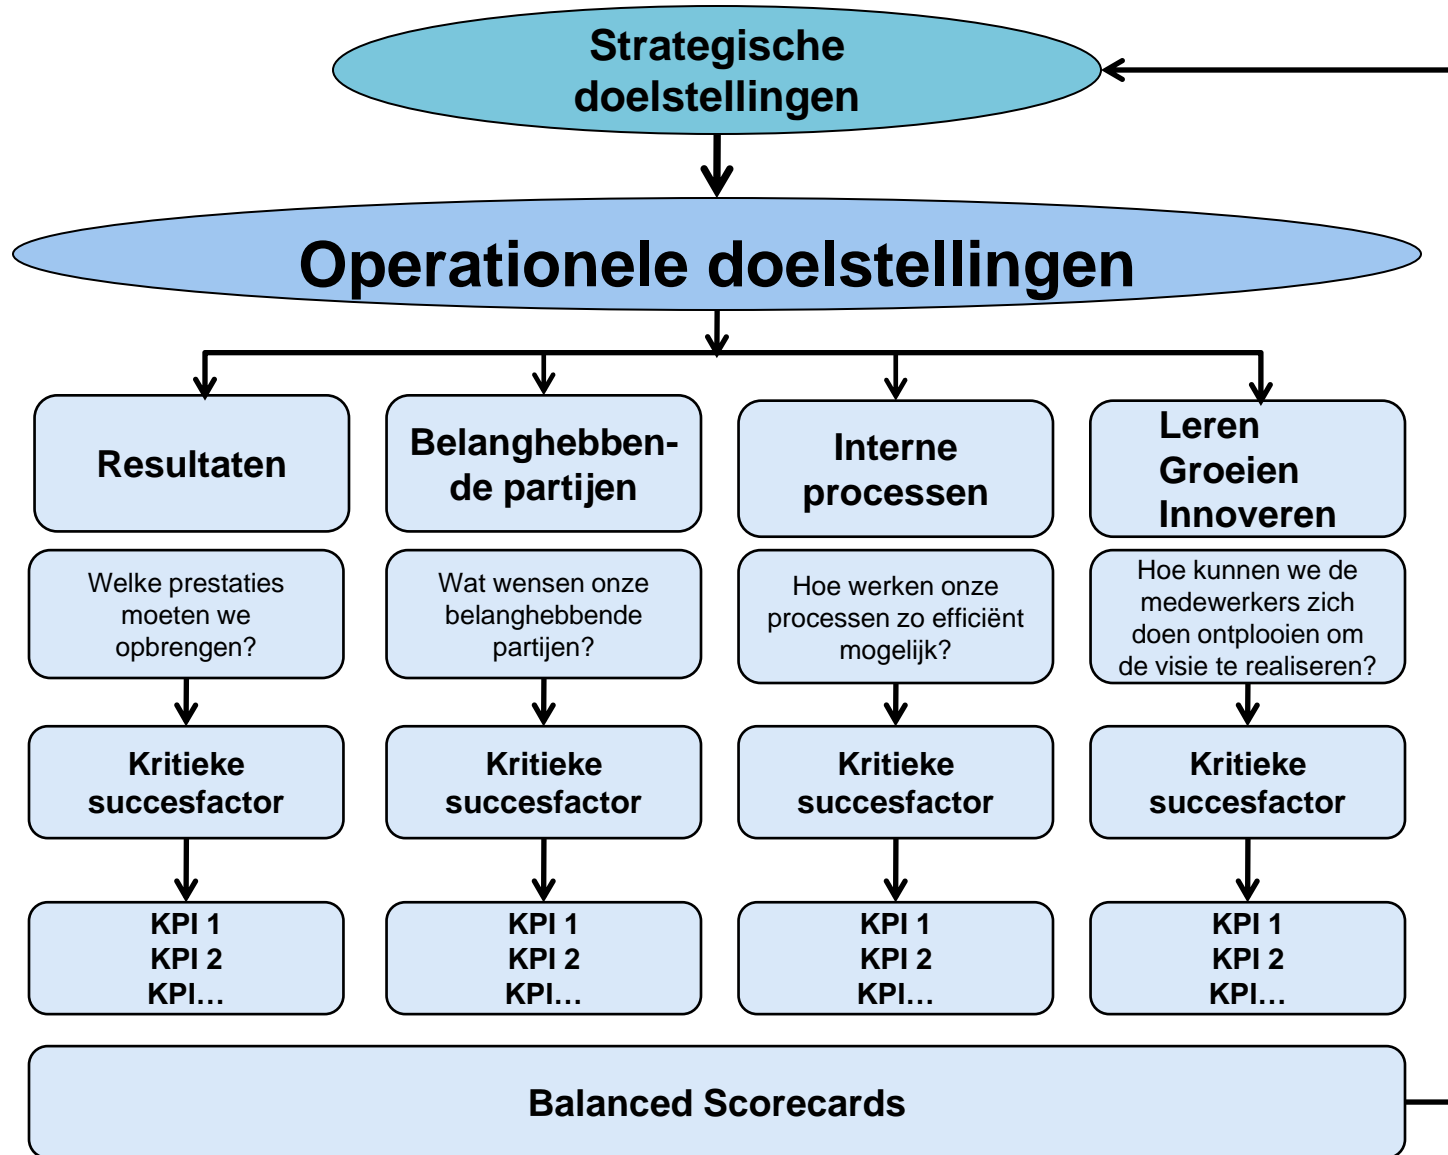 Strategische
doelstellingen
Operationele doelstellingen
Resultaten
Belanghebben-
de partijen
Interne
processen
Leren
Groeien
Innoveren
Welke prestaties
moeten we
opbrengen?
Wat wensen onze
belanghebbende
partijen?
Hoe werken onze
processen zo efficiënt
mogelijk?
Hoe kunnen we de
medewerkers zich
doen ontplooien om
de visie te realiseren?
Kritieke
succesfactor
Kritieke
succesfactor
Kritieke
succesfactor
Kritieke
succesfactor
KPI 1
KPI 2
KPI…
KPI 1
KPI 2
KPI…
KPI 1
KPI 2
KPI…
KPI 1
KPI 2
KPI…
Balanced Scorecards